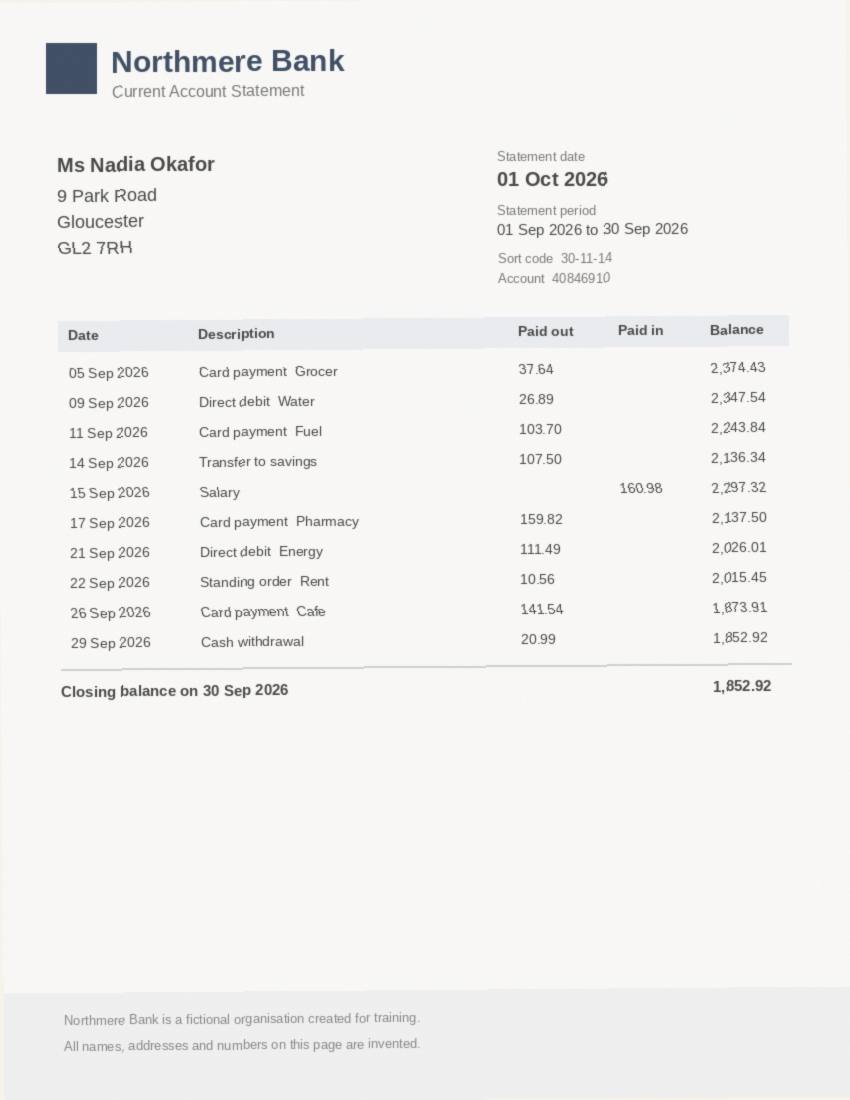 Northmere Bank
Current Account Statement
Ms Nadia Okafor
9 Park Road
Gloucester
GL2 7RH
Statement date
01 Oct 2026
Statement period
01 Sep 2026 to 30 Sep 2026
Sort code 30-11-14
Account 40846910
Date Description Paid out Paid in Balance
05 Sep 2026 Card payment Grocer 37.64 2,374.43
09 Sep 2026 Direct debit Water 26.89 2,347.54
11 Sep 2026 Card payment Fuel 103.70 2,243.84
14 Sep 2026 Transfer to savings 107.50 2,136.34
15 Sep 2026 Salary 160.98 2,297.32
17 Sep 2026 Card payment Pharmacy 159.82 2,137.50
21 Sep 2026 Direct debit Energy 111.49 2,026.01
22 Sep 2026 Standing order Rent 10.56 2,015.45
26 Sep 2026 Card payment Cafe 141.54 1,873.91
29 Sep 2026 Cash withdrawal 20.99 1,852.92
Closing balance on 30 Sep 2026 1,852.92
Northmere Bank is a fictional organisation created for training.
All names, addresses and numbers on this page are invented.